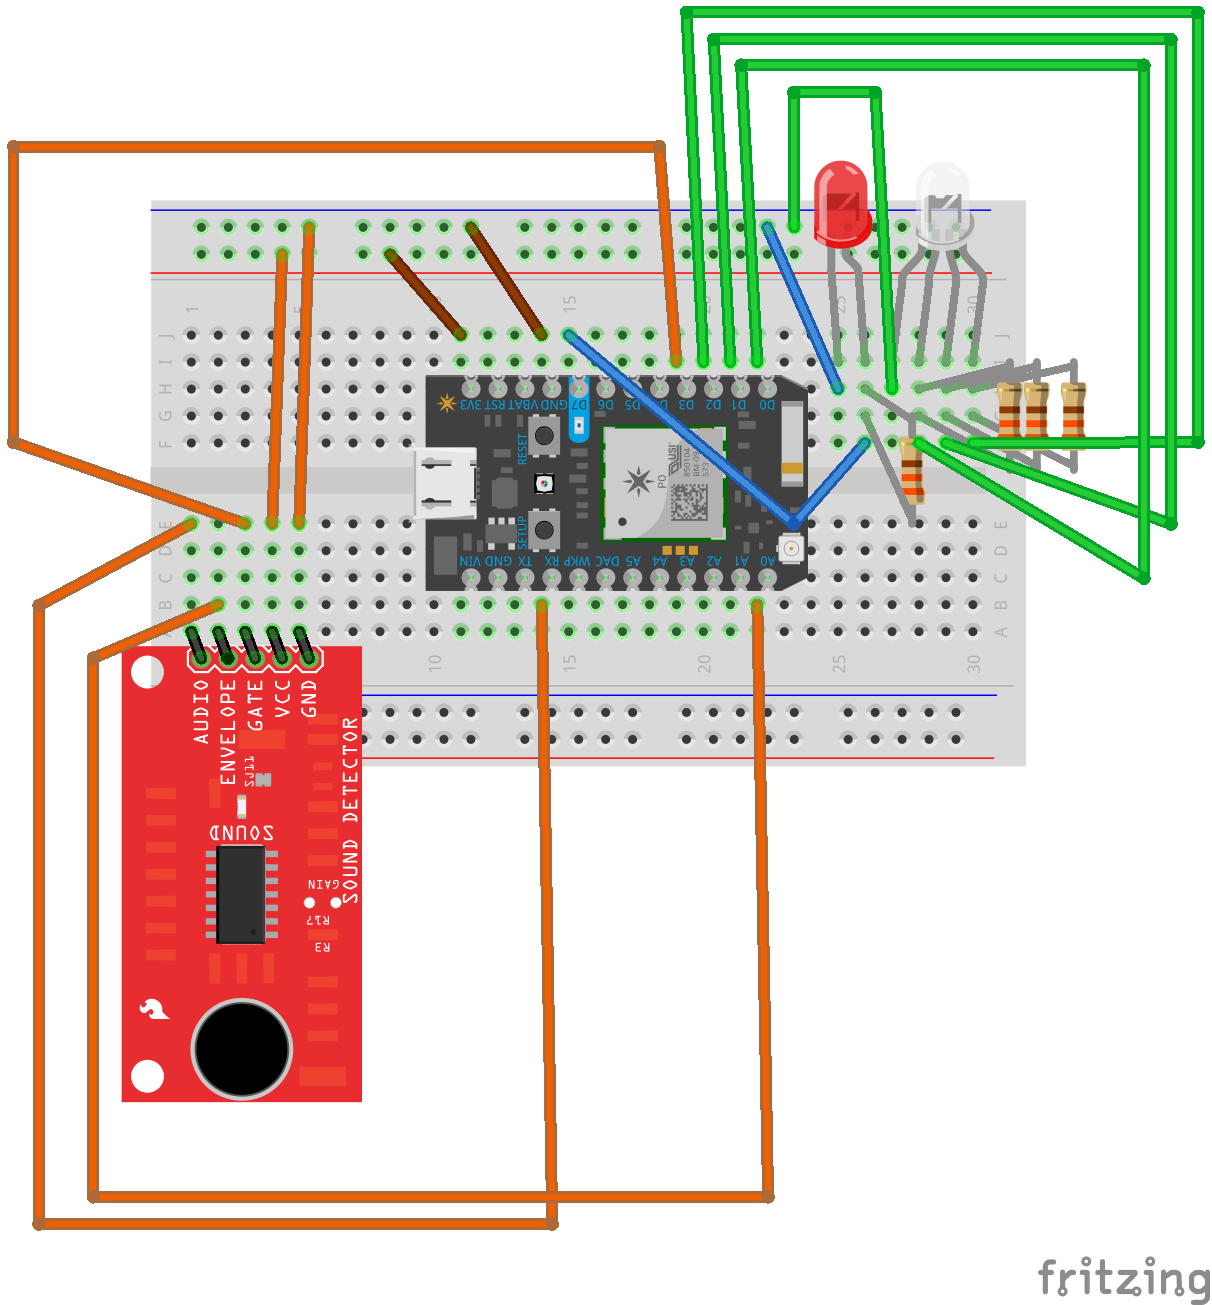 1 5 15 20 25 30
J J
I I
H H
G G
F F
3V3 RST VBAT GND D7 D6 D5 D3 D2 D1 D0
RESET
USI
P0
SETUP
E E
D D
C C
B B
A A
VIN GND TX RX WKP DAC A5 A4 A3 A2 A1 A0
10 15 20 25 30
AUDIO
ENVELOPE
GATE
VCC
GND
SJ11
SOUND DETECTOR
SOUND
GAIN
R17
R3
fritzing